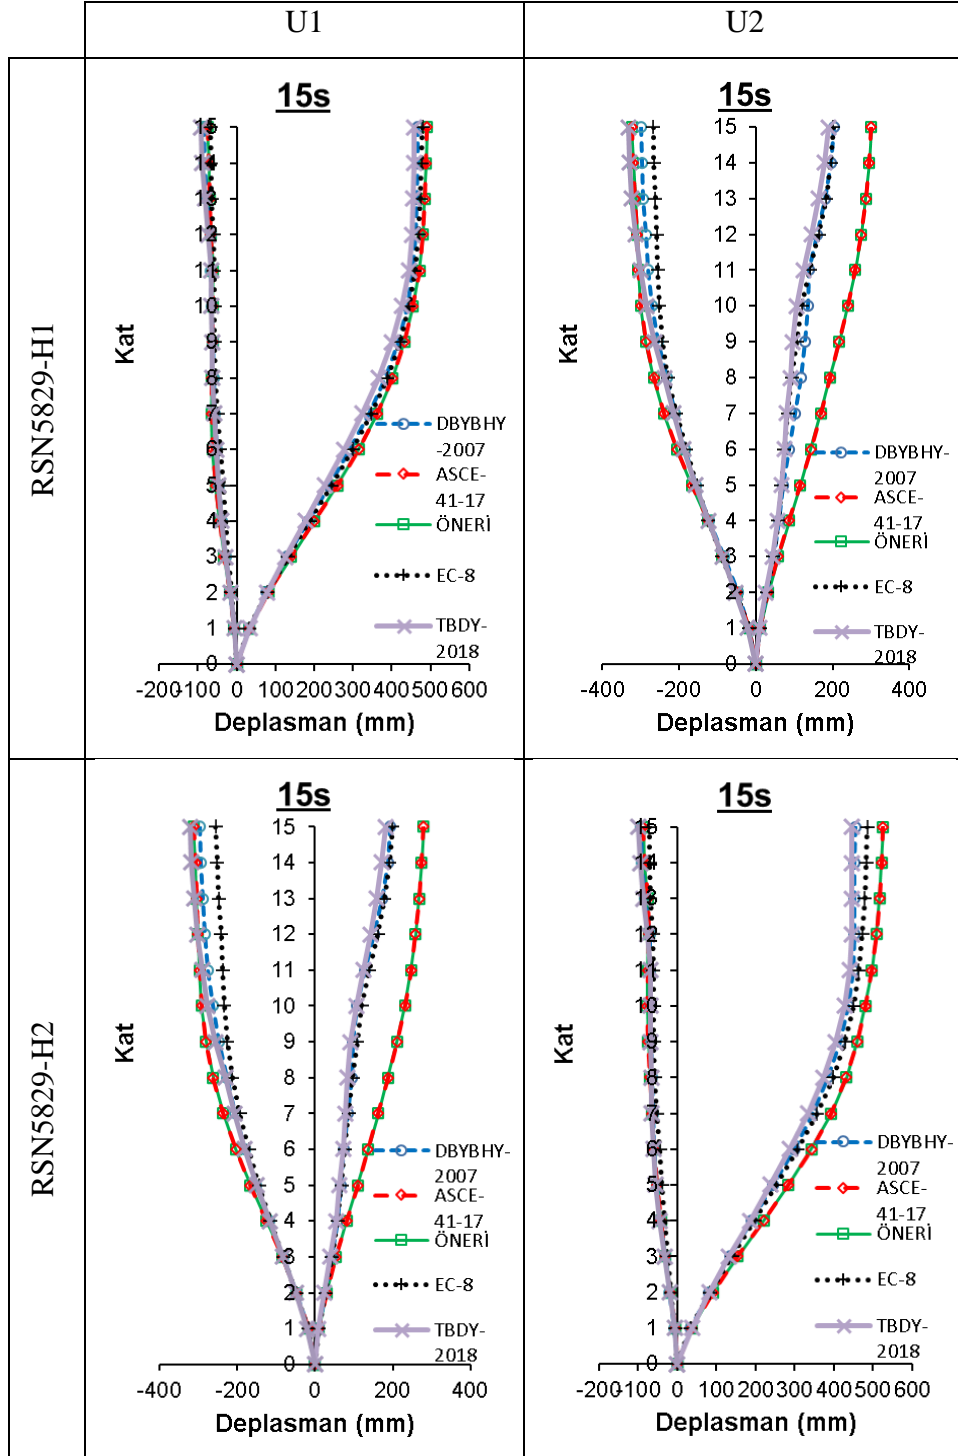 U1
U2
RSN5829-H1
15s
15
14
13
12
11
10
9
8
7
6
5
4
3
2
1
0
Kat
DBYBHY
-2007
ASCE-
41-17
ÖNERİ
EC-8
TBDY-
2018
-200 -100 0 100 200 300 400 500 600
Deplasman (mm)
15s
15
14
13
12
11
10
9
8
7
6
5
4
3
2
1
0
Kat
DBYBHY-
2007
ASCE-
41-17
ÖNERİ
EC-8
TBDY-
2018
-400 -200 0 200 400
Deplasman (mm)
RSN5829-H2
15s
15
14
13
12
11
10
9
8
7
6
5
4
3
2
1
0
Kat
DBYBHY-
2007
ASCE-
41-17
ÖNERİ
EC-8
TBDY-
2018
-400 -200 0 200 400
Deplasman (mm)
15s
15
14
13
12
11
10
9
8
7
6
5
4
3
2
1
0
Kat
DBYBHY-
2007
ASCE-
41-17
ÖNERİ
EC-8
TBDY-
2018
-200 -100 0 100 200 300 400 500 600
Deplasman (mm)